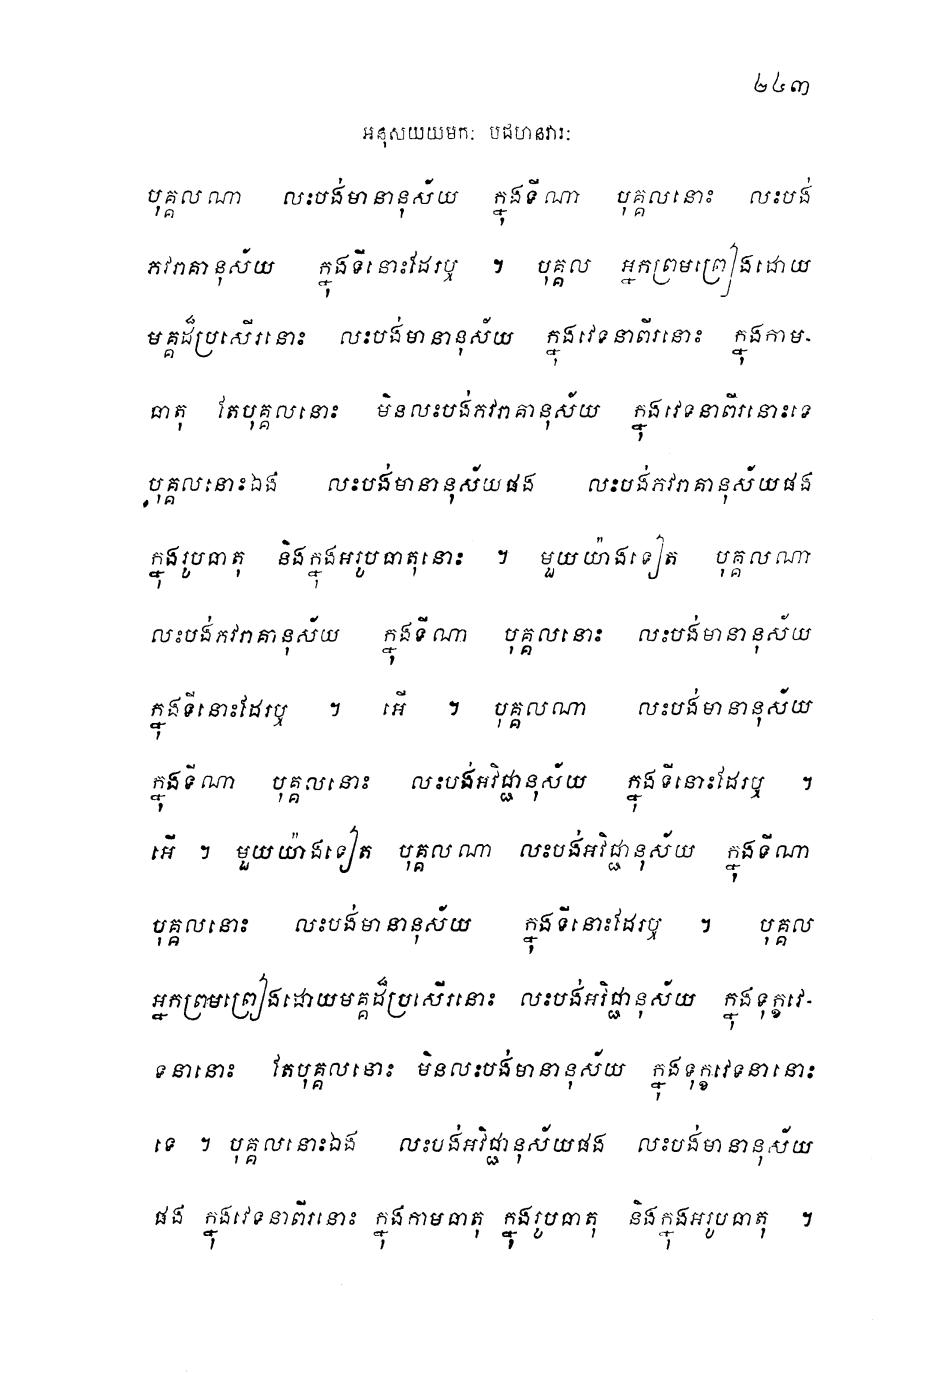 ២៤៣
អនុសយយមកៈ បជហនវារៈ
បុគ្គលណា លះបង់មានានុស័យ ក្នុងទីណា បុគ្គលនោះ លះបង់
ភវរាគានុស័យ ក្នុងទីនោះដែរឬ ។ បុគ្គល អ្នកព្រមព្រៀងដោយ
មគ្គដ៏ប្រសើរនោះ លះបង់មានានុស័យ ក្នុងវេទនាពីរនោះ ក្នុងកាម-
ធាតុ តែបុគ្គលនោះ មិនលះបង់ភវរាគានុស័យ ក្នុងវេទនាពីរនោះទេ
បុគ្គលនោះឯង លះបង់មានានុស័យផង លះបង់ភវរាគានុស័យផង
ក្នុងរូបធាតុ និងក្នុងអរូបធាតុនោះ ។ មួយយ៉ាងទៀត បុគ្គលណា
លះបង់ភវរាគានុស័យ ក្នុងទីណា បុគ្គលនោះ លះបង់មានានុស័យ
ក្នុងទីនោះដែរឬ ។ អើ ។ បុគ្គលណា លះបង់មានានុស័យ
ក្នុងទីណា បុគ្គលនោះ លះបង់អវិជ្ជានុស័យ ក្នុងទីនោះដែរឬ ។
អើ ។ មួយយ៉ាងទៀត បុគ្គលណា លះបង់អវិជ្ជានុស័យ ក្នុងទីណា
បុគ្គលនោះ លះបង់មានានុស័យ ក្នុងទីនោះដែរឬ ។ បុគ្គល
អ្នកព្រមព្រៀងដោយមគ្គដ៏ប្រសើរនោះ លះបង់អវិជ្ជានុស័យ ក្នុងទុក្ខវេ-
ទនានោះ តែបុគ្គលនោះ មិនលះបង់មានានុស័យ ក្នុងទុក្ខវេទនានោះ
ទេ ។ បុគ្គលនោះឯង លះបង់អវិជ្ជានុស័យផង លះបង់មានានុស័យ
ផង ក្នុងវេទនាពីរនោះ ក្នុងកាមធាតុ ក្នុងរូបធាតុ និងក្នុងអរូបធាតុ ។